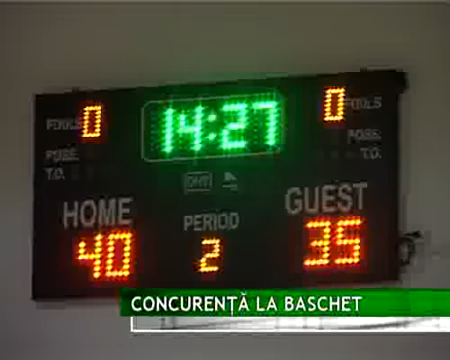 0 14:27 0
FOULS FOULS
POSS. POSS.
T.O. T.O.
HOME PERIOD GUEST
40 2 35
CONCURENȚĂ LA BASCHET